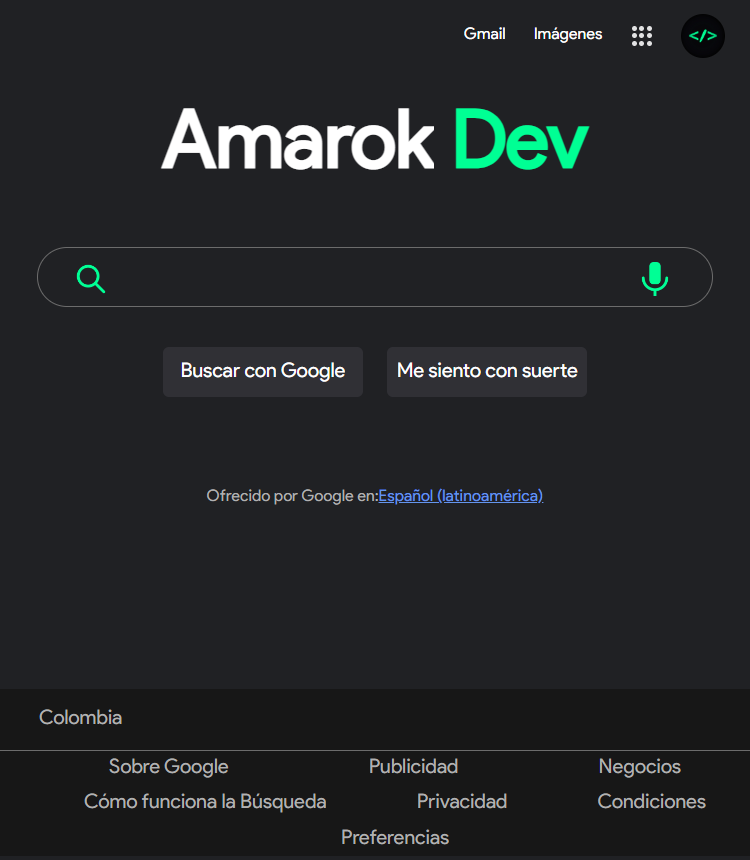 Gmail Imágenes </>
Amarok Dev
Buscar con Google Me siento con suerte
Ofrecido por Google en:Español (latinoamérica)
Colombia
Sobre Google Publicidad Negocios
Cómo funciona la Búsqueda Privacidad Condiciones
Preferencias